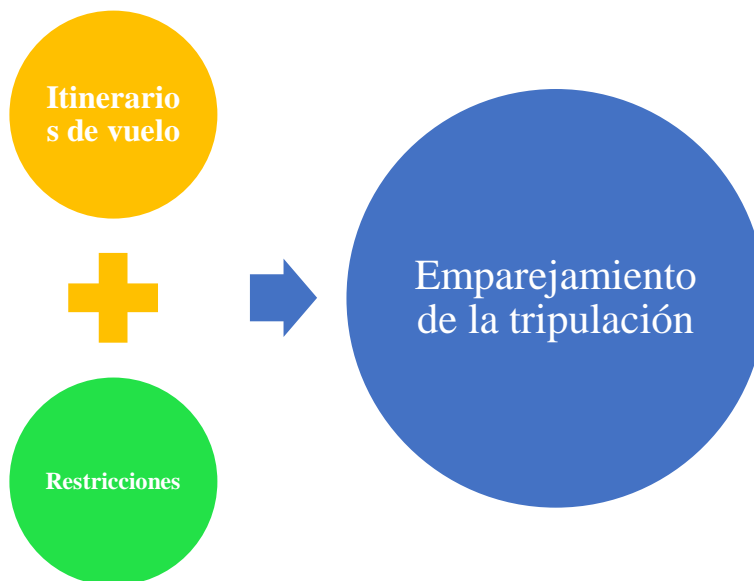 Itinerario
s de vuelo
Restricciones
Emparejamiento
de la tripulación